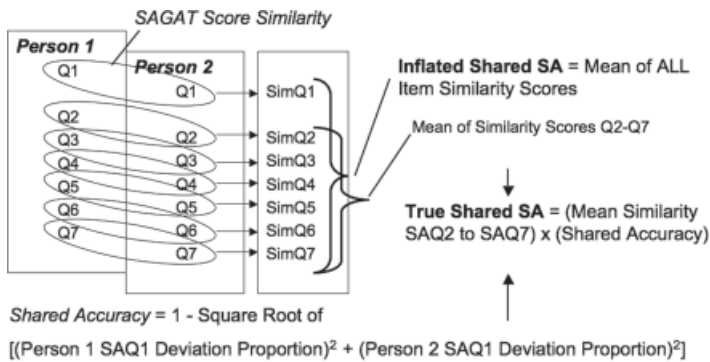 SAGAT Score Similarity
Person 1
Person 2
Q1
Q2
Q3
Q4
Q5
Q6
Q7
Q1
Q2
Q3
Q4
Q5
Q6
Q7
SimQ1
SimQ2
SimQ3
SimQ4
SimQ5
SimQ6
SimQ7
Inflated Shared SA = Mean of ALL
Item Similarity Scores
Mean of Similarity Scores Q2-Q7
True Shared SA = (Mean Similarity
SAQ2 to SAQ7) x (Shared Accuracy)
Shared Accuracy = 1 - Square Root of
[((Person 1 SAQ1 Deviation Proportion)² + (Person 2 SAQ1 Deviation Proportion)²]